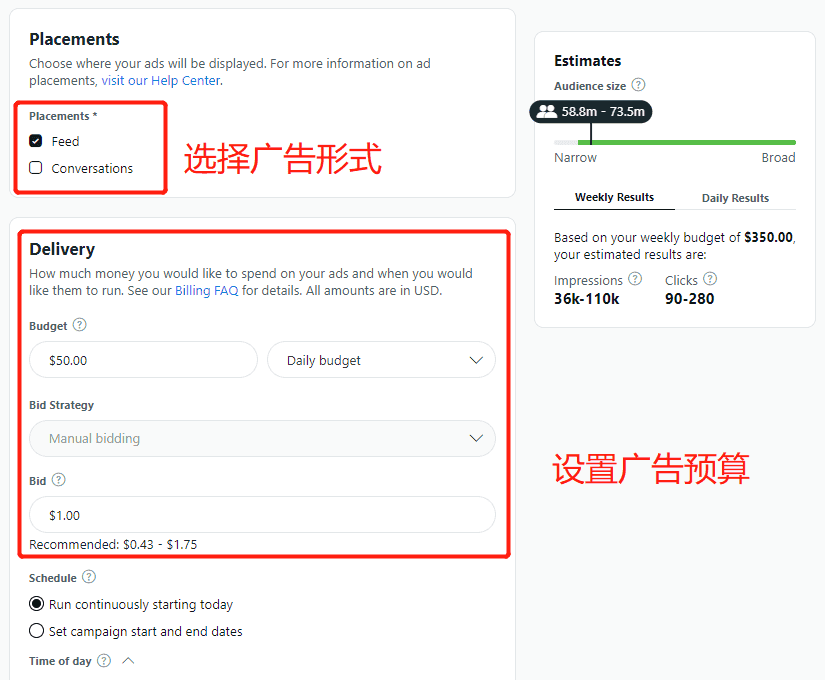 Placements
Choose where your ads will be displayed. For more information on ad
placements, visit our Help Center.
Placements *
Feed
Conversations
选择广告形式
Delivery
How much money you would like to spend on your ads and when you would
like them to run. See our Billing FAQ for details. All amounts are in USD.
Budget ?
$50.00
Daily budget
Bid Strategy
Manual bidding
Bid ?
$1.00
Recommended: $0.43 - $1.75
Schedule ?
Run continuously starting today
Set campaign start and end dates
Time of day ?
Estimates
Audience size ?
58.8m - 73.5m
Narrow Broad
Weekly Results Daily Results
Based on your weekly budget of $350.00,
your estimated results are:
Impressions ? Clicks ?
36k-110k 90-280
设置广告预算